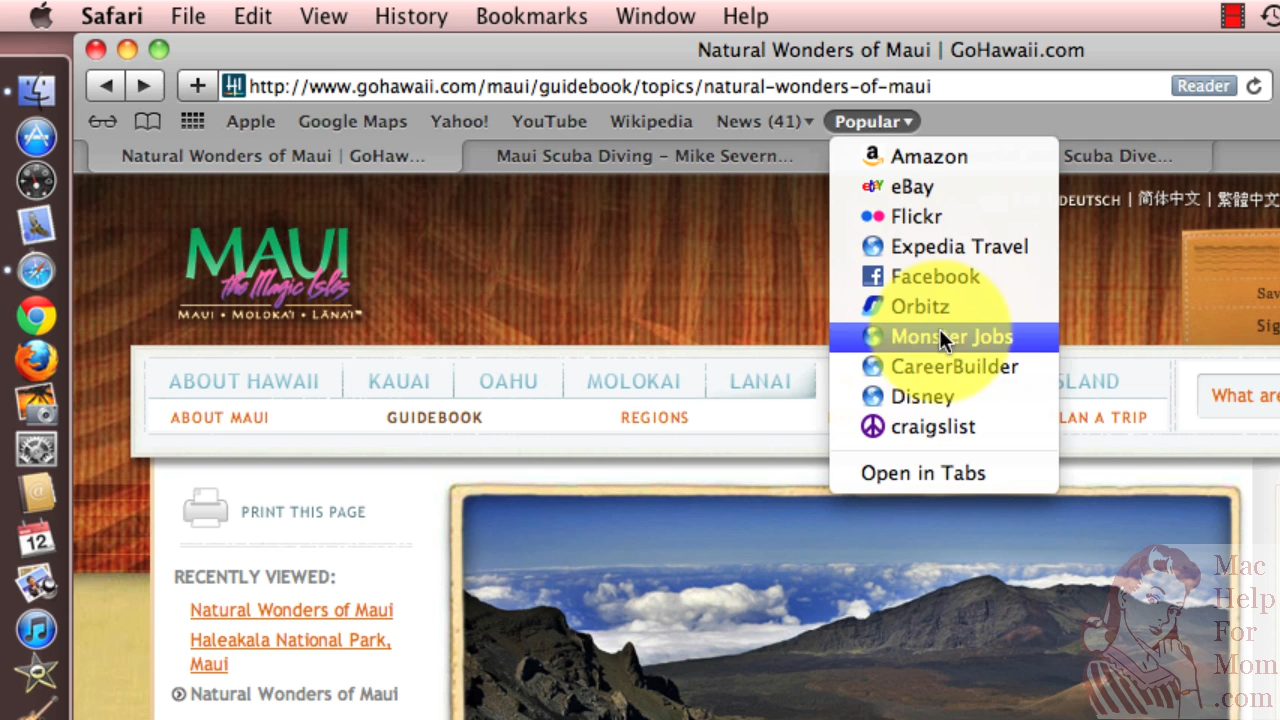 Safari File Edit View History Bookmarks Window Help
Natural Wonders of Maui | GoHawaii.com
http://www.gohawaii.com/maui/guidebook/topics/natural-wonders-of-maui Reader
Apple Google Maps Yahoo! YouTube Wikipedia News (41)▾ Popular▾
Natural Wonders of Maui | GoHaw... Maui Scuba Diving – Mike Severn... Scuba Dive...
Amazon
eBay
Flickr
Expedia Travel
Facebook
Orbitz
Monster Jobs
CareerBuilder
Disney
craigslist
Open in Tabs
DEUTSCH | 简体中文 | 繁體中文
MAUI
the Magic Isles
MAUI • MOLOKA'I • LĀNA'I™
Sav
Sig
ABOUT HAWAII KAUAI OAHU MOLOKAI LANAI SLAND
What are
ABOUT MAUI GUIDEBOOK REGIONS LAN A TRIP
PRINT THIS PAGE
RECENTLY VIEWED:
Natural Wonders of Maui
Haleakala National Park,
Maui
Natural Wonders of Maui
12
Mac
Help
For
Mom
.com